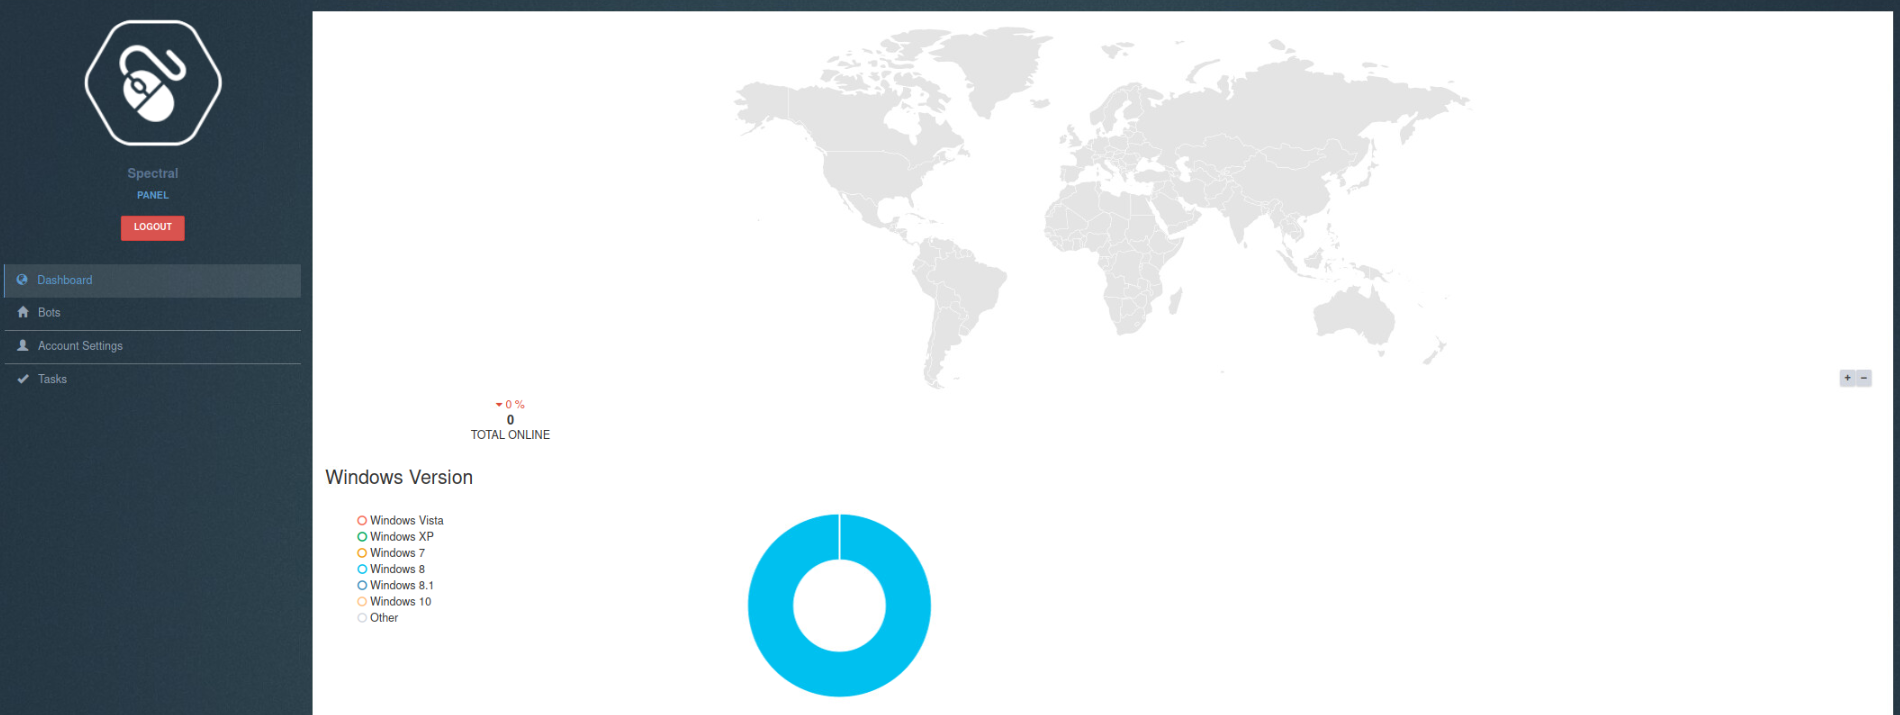 Spectral
PANEL
LOGOUT
Dashboard
Bots
Account Settings
Tasks
+ −
0 %
0
TOTAL ONLINE
Windows Version
Windows Vista
Windows XP
Windows 7
Windows 8
Windows 8.1
Windows 10
Other